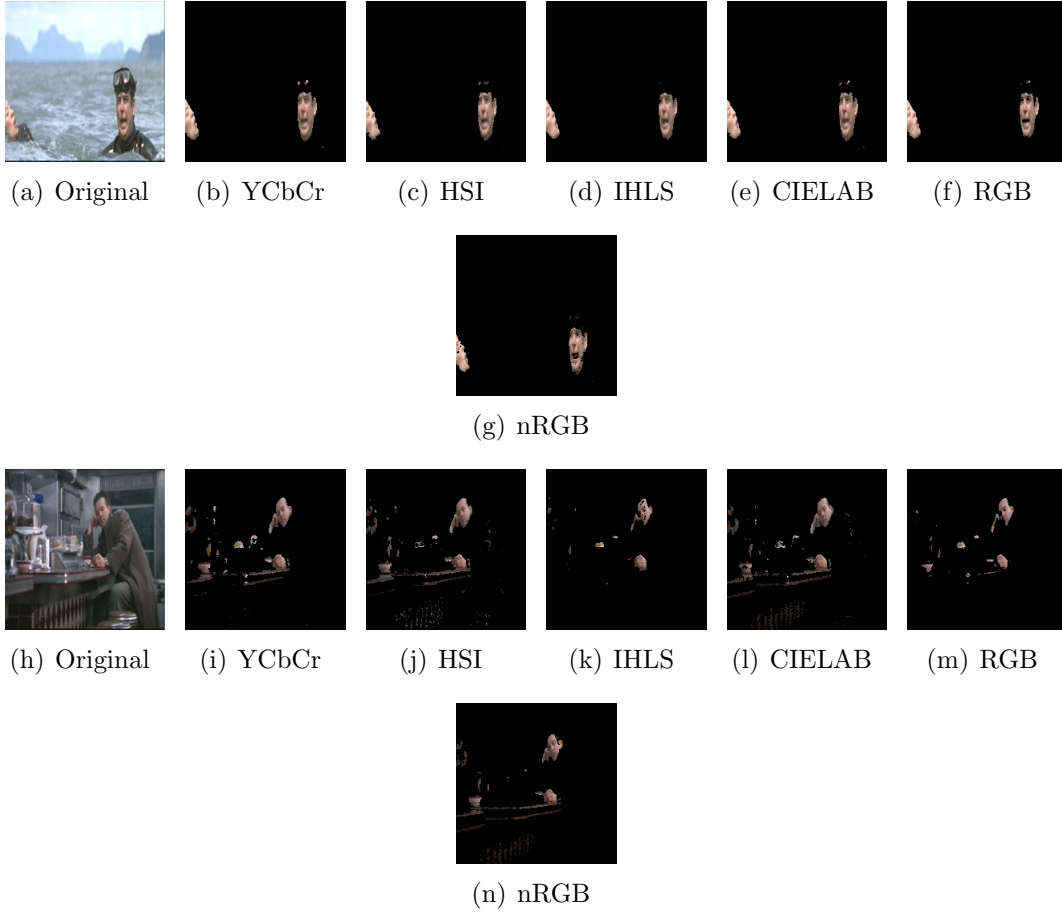 (a) Original (b) YCbCr (c) HSI (d) IHLS (e) CIELAB (f) RGB
(g) nRGB
(h) Original (i) YCbCr (j) HSI (k) IHLS (l) CIELAB (m) RGB
(n) nRGB